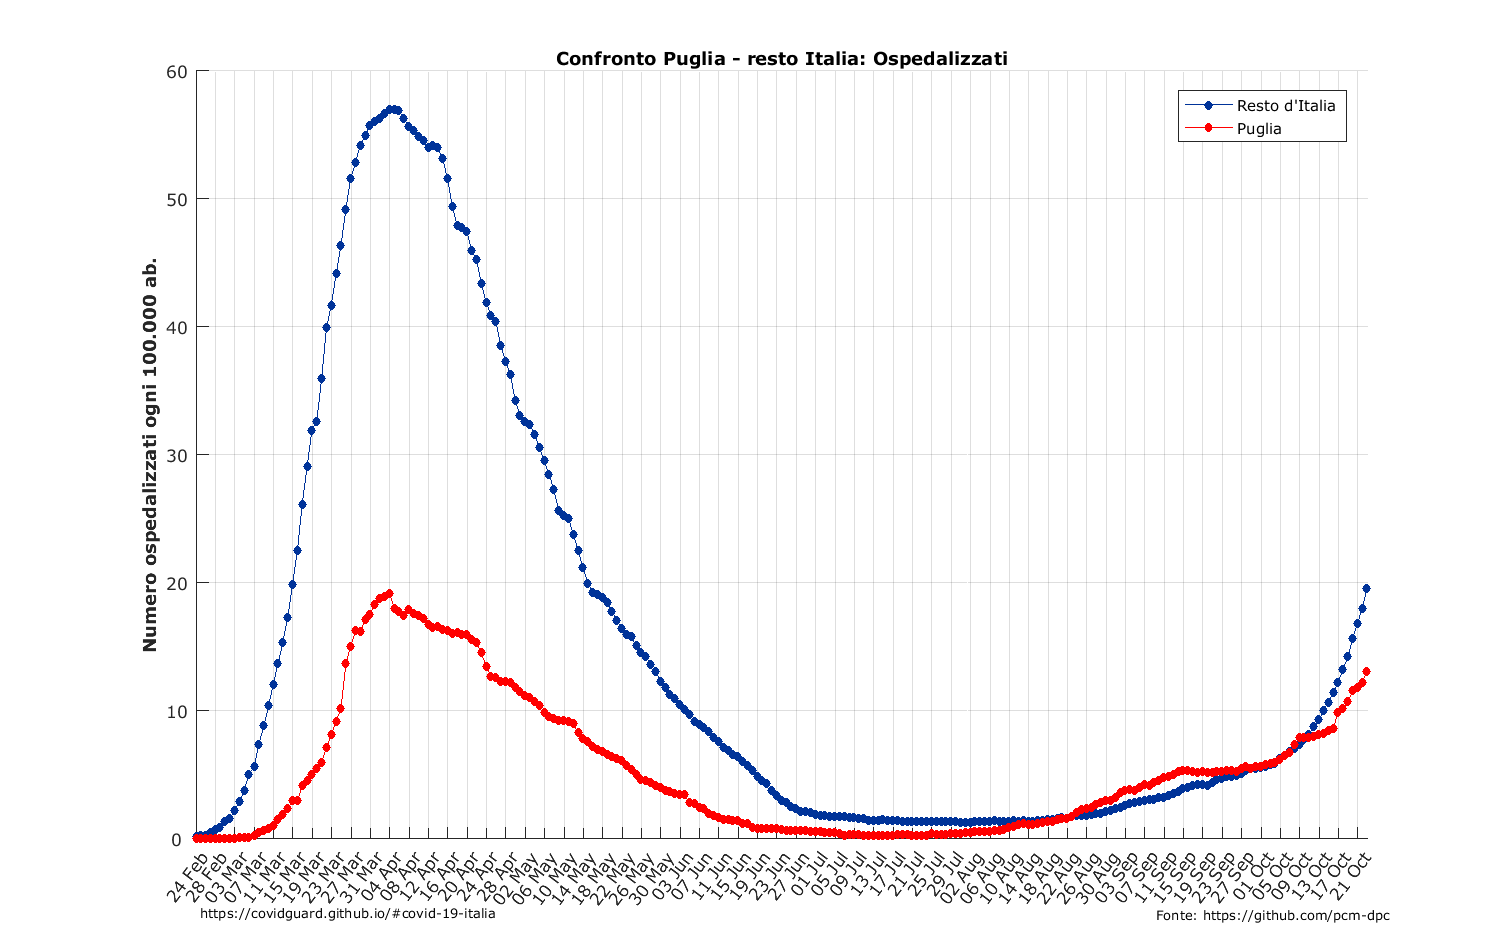 Confronto Puglia - resto Italia: Ospedalizzati
Resto d'Italia
Puglia
Numero ospedalizzati ogni 100.000 ab.
60
50
40
30
20
10
0
24 Feb
28 Feb
03 Mar
07 Mar
11 Mar
15 Mar
19 Mar
23 Mar
27 Mar
31 Mar
04 Apr
08 Apr
12 Apr
16 Apr
20 Apr
24 Apr
28 Apr
02 May
06 May
10 May
14 May
18 May
22 May
26 May
30 May
03 Jun
07 Jun
11 Jun
15 Jun
19 Jun
23 Jun
27 Jun
01 Jul
05 Jul
09 Jul
13 Jul
17 Jul
21 Jul
25 Jul
29 Jul
02 Aug
06 Aug
10 Aug
14 Aug
18 Aug
22 Aug
26 Aug
30 Aug
03 Sep
07 Sep
11 Sep
15 Sep
19 Sep
23 Sep
27 Sep
01 Oct
05 Oct
09 Oct
13 Oct
17 Oct
21 Oct
https://covidguard.github.io/#covid-19-italia
Fonte: https://github.com/pcm-dpc